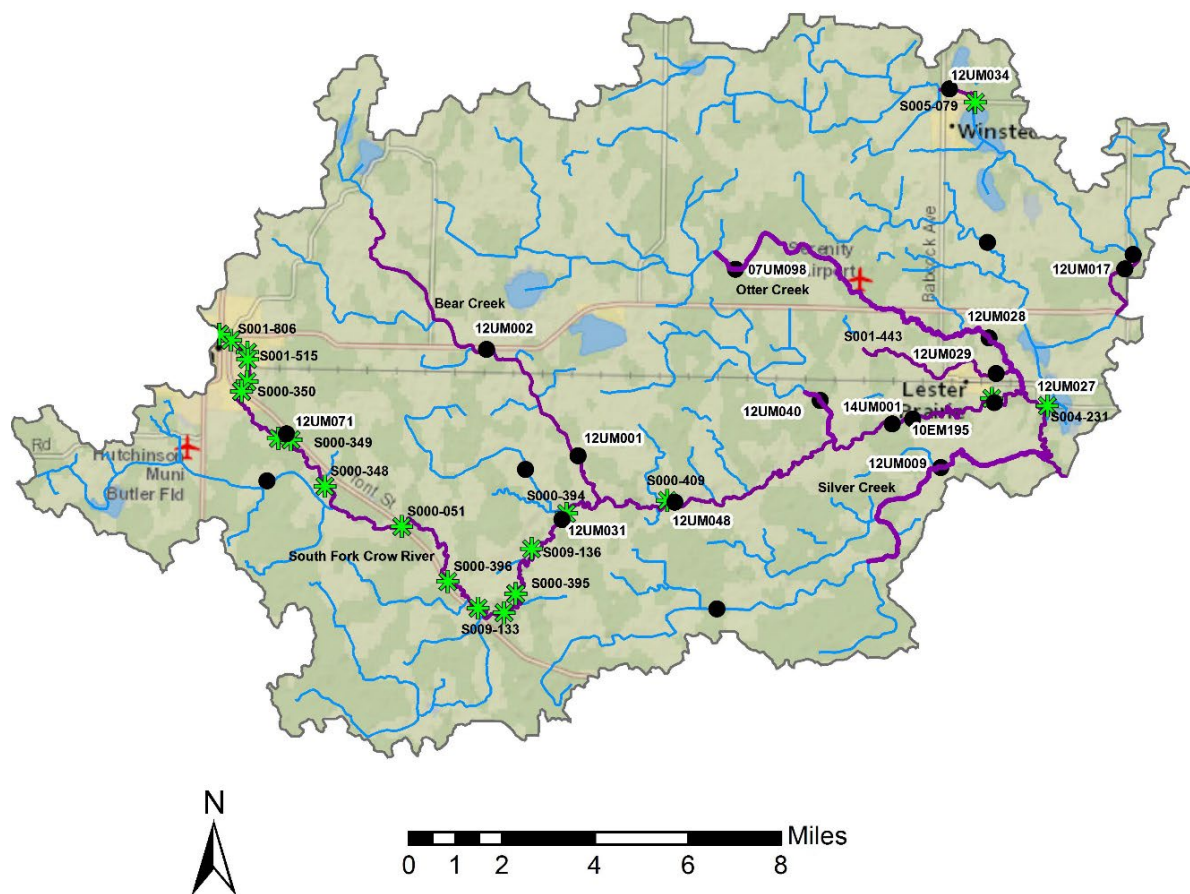 12UM034
S005-079
Winsted
12UM017
07UM098
Serenity
Airport
Otter Creek
Babcock Ave
Bear Creek
12UM028
S001-806
12UM002
S001-443
S001-515
12UM029
S000-350
Lester
Prairie
12UM027
S004-231
12UM040
14UM001
10EM195
12UM071
S000-349
Rd
Hutchinson
Muni
Butler Fld
12UM001
12UM009
S000-348
S000-409
Silver Creek
S000-394
12UM048
S000-051
12UM031
South Fork Crow River
S009-136
S000-396
S000-395
S009-133
N
Miles
0 1 2 4 6 8